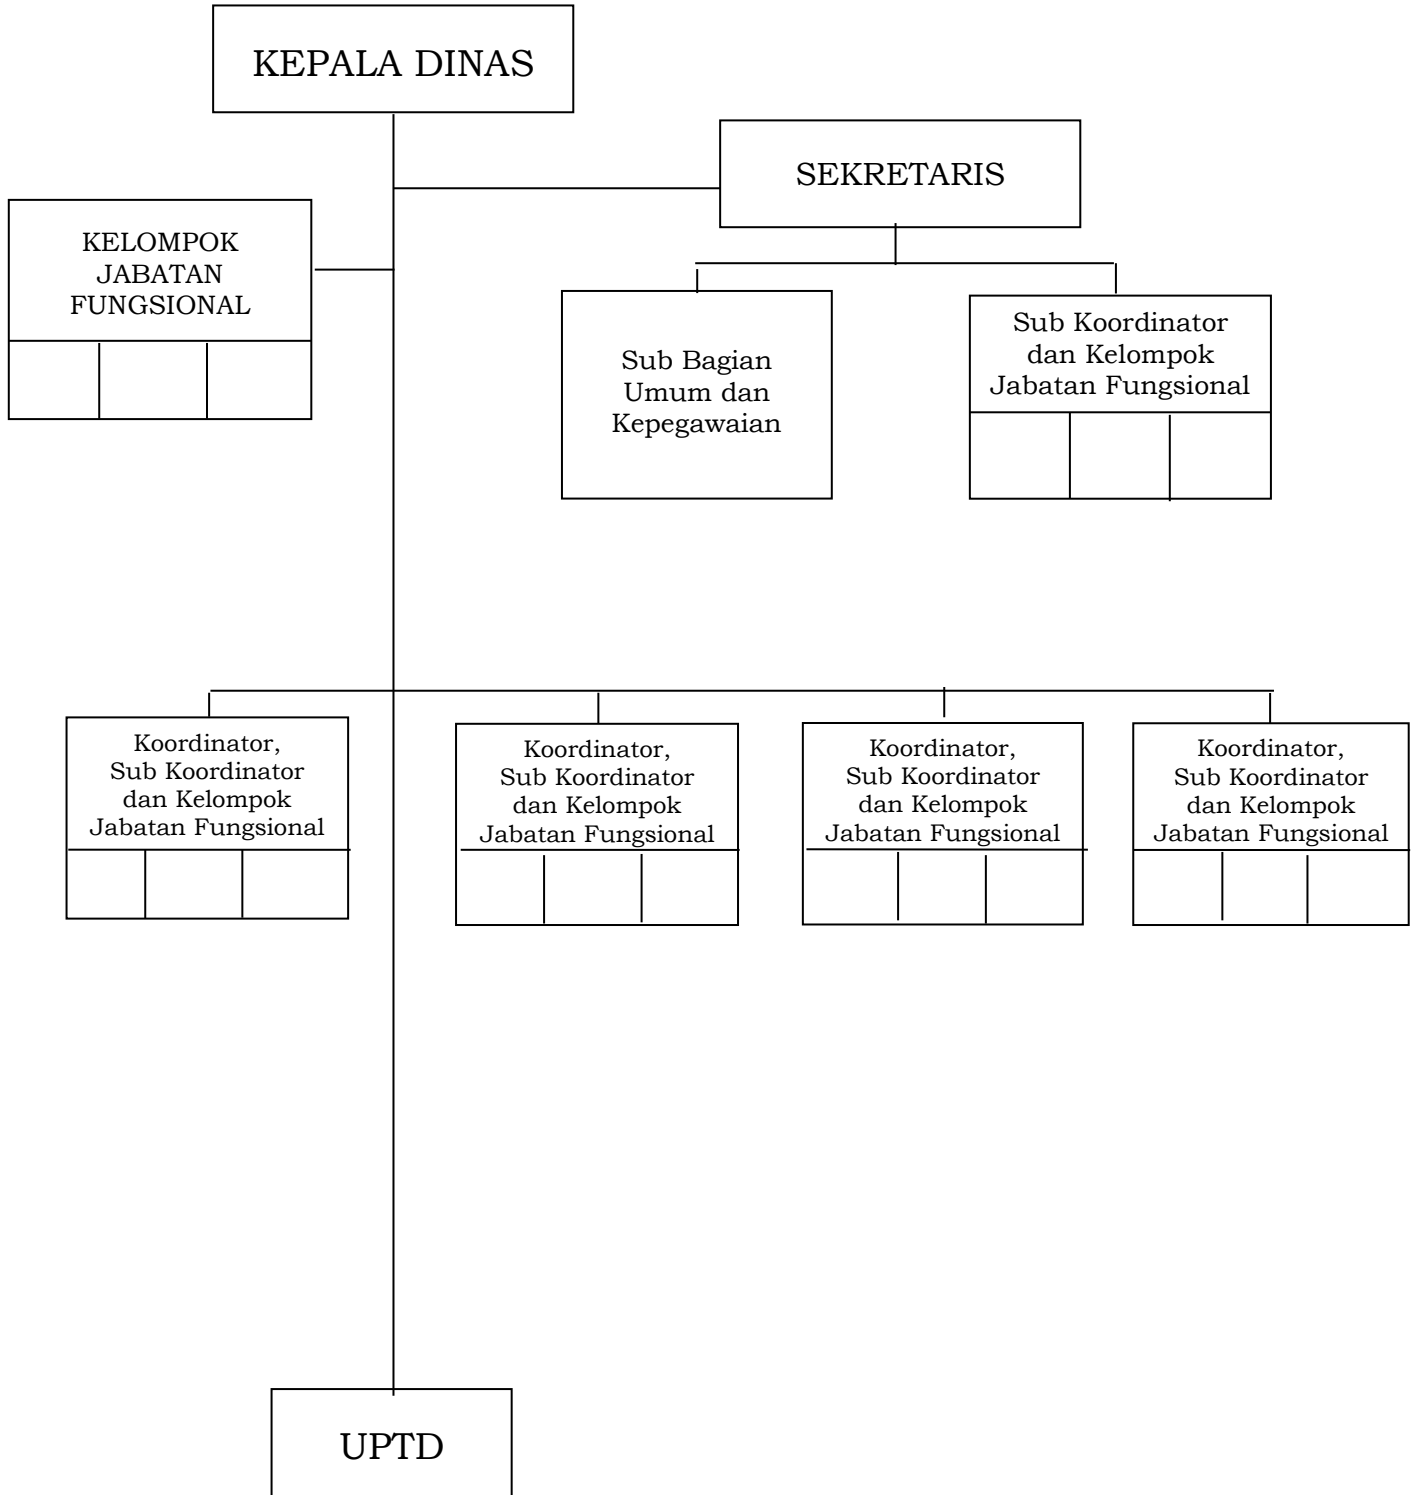 KEPALA DINAS
SEKRETARIS
KELOMPOK
JABATAN
FUNGSIONAL
Sub Bagian
Umum dan
Kepegawaian
Sub Koordinator
dan Kelompok
Jabatan Fungsional
Koordinator,
Sub Koordinator
dan Kelompok
Jabatan Fungsional
Koordinator,
Sub Koordinator
dan Kelompok
Jabatan Fungsional
Koordinator,
Sub Koordinator
dan Kelompok
Jabatan Fungsional
Koordinator,
Sub Koordinator
dan Kelompok
Jabatan Fungsional
UPTD